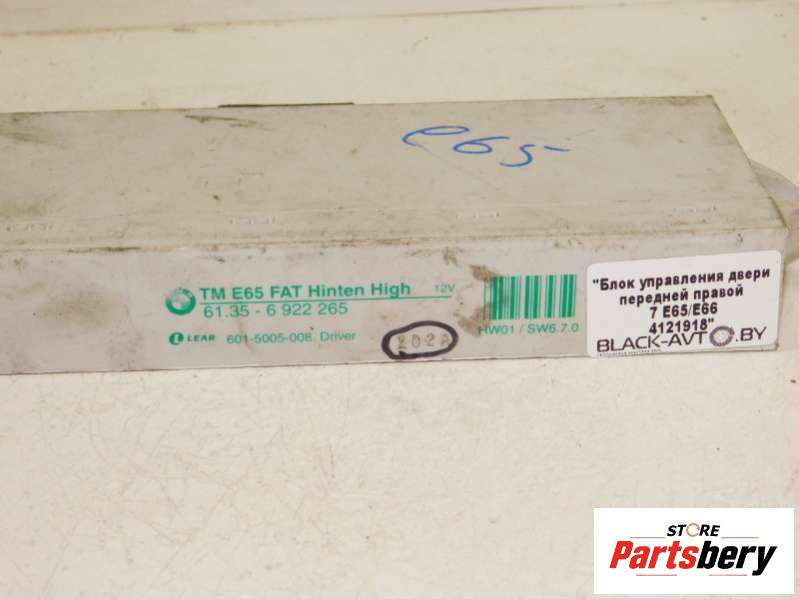 e65
TM E65 FAT Hinten High 12V
61.35 - 6 922 265
LEAR 601-5005-008 Driver
202A
HW01 / SW6.7.0
"Блок управления двери
передней правой
7 E65/E66
4121918"
BLACK-AVTO.BY
STORE
Partsbery